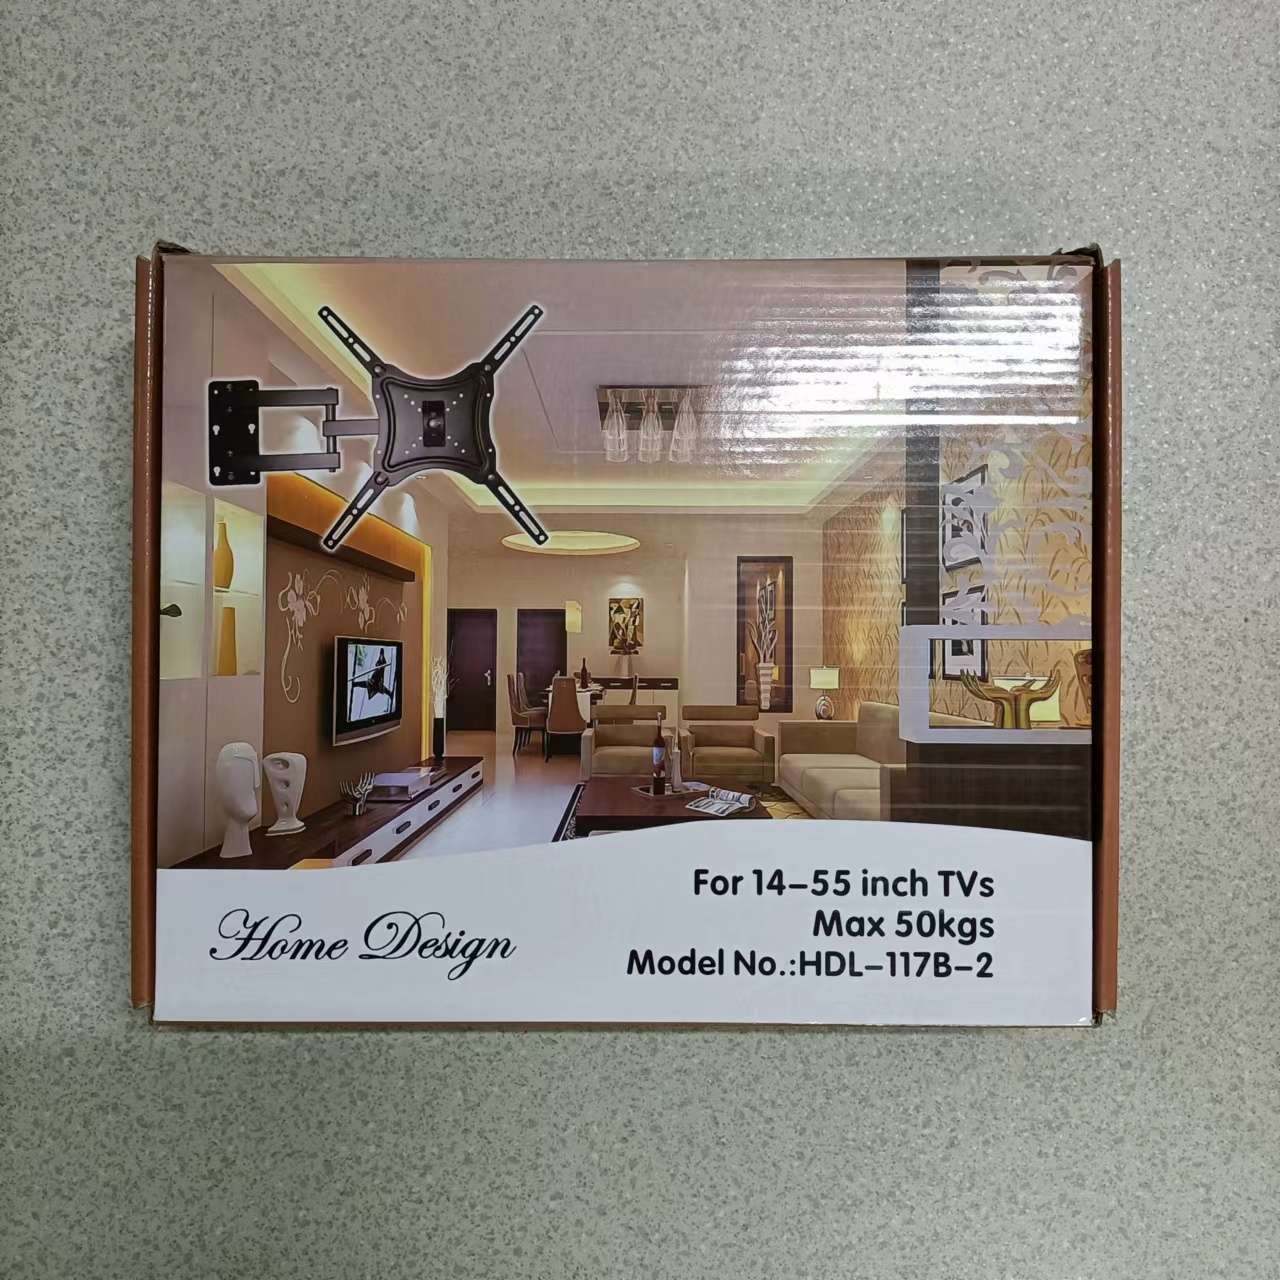 For 14-55 inch TVs
Max 50kgs
Model No.:HDL-117B-2
Home Design